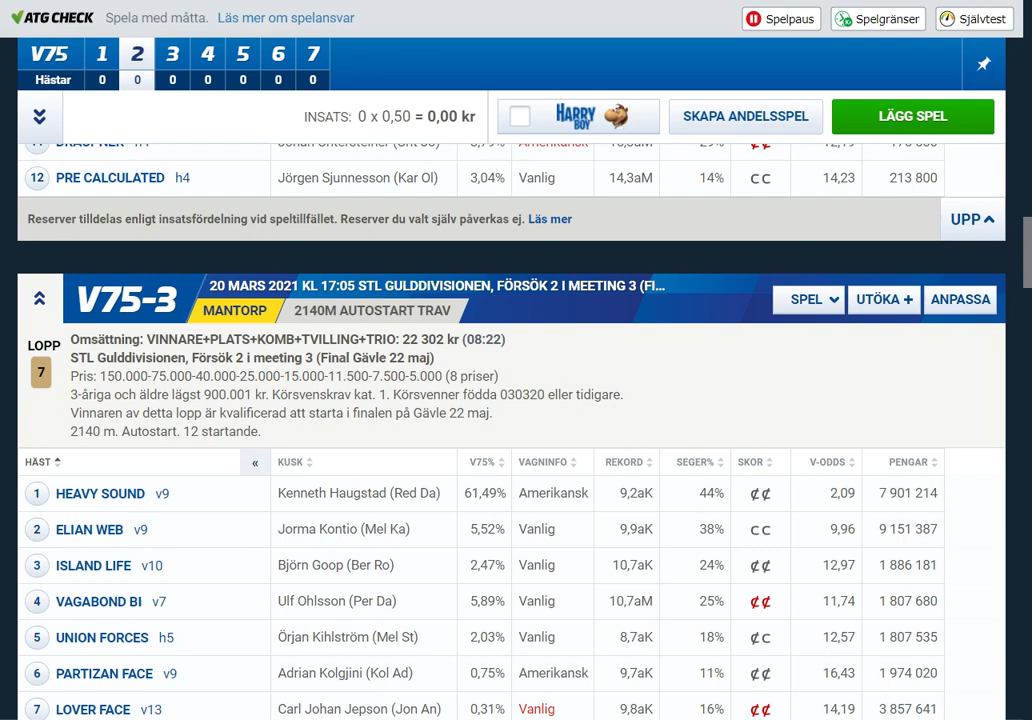 ATG CHECK Spela med måtta. Läs mer om spelansvar Spelpaus Spelgränser Självtest
V75 1 2 3 4 5 6 7
Hästar 0 0 0 0 0 0 0
INSATS: 0 x 0,50 = 0,00 kr HARRY BOY SKAPA ANDELSSPEL LÄGG SPEL
12 PRE CALCULATED h4 Jörgen Sjunnesson (Kar Ol) 3,04% Vanlig 14,3aM 14% C C 14,23 213 800
Reserver tilldelas enligt insatsfördelning vid speltillfället. Reserver du valt själv påverkas ej. Läs mer UPP
V75-3 20 MARS 2021 KL 17:05 STL GULDDIVISIONEN, FÖRSÖK 2 I MEETING 3 (FI...
MANTORP 2140M AUTOSTART TRAV SPEL UTÖKA + ANPASSA
LOPP 7
Omsättning: VINNARE+PLATS+KOMB+TVILLING+TRIO: 22 302 kr (08:22)
STL Gulddivisionen, Försök 2 i meeting 3 (Final Gävle 22 maj)
Pris: 150.000-75.000-40.000-25.000-15.000-11.500-7.500-5.000 (8 priser)
3-åriga och äldre lägst 900.001 kr. Körsvenskrav kat. 1. Körsvenner födda 030320 eller tidigare.
Vinnaren av detta lopp är kvalificerad att starta i finalen på Gävle 22 maj.
2140 m. Autostart. 12 startande.
HÄST « KUSK V75% VAGNINFO REKORD SEGER% SKOR V-ODDS PENGAR
1 HEAVY SOUND v9 Kenneth Haugstad (Red Da) 61,49% Amerikansk 9,2aK 44% ¢ ¢ 2,09 7 901 214
2 ELIAN WEB v9 Jorma Kontio (Mel Ka) 5,52% Vanlig 9,9aK 38% C C 9,96 9 151 387
3 ISLAND LIFE v10 Björn Goop (Ber Ro) 2,47% Vanlig 10,7aK 24% ¢ ¢ 12,97 1 886 181
4 VAGABOND BI v7 Ulf Ohlsson (Per Da) 5,89% Vanlig 10,7aM 25% ¢ ¢ 11,74 1 807 680
5 UNION FORCES h5 Örjan Kihlström (Mel St) 2,03% Vanlig 8,7aK 18% ¢ C 12,57 1 807 535
6 PARTIZAN FACE v9 Adrian Kolgjini (Kol Ad) 0,75% Amerikansk 9,7aK 11% ¢ ¢ 16,43 1 974 020
7 LOVER FACE v13 Carl Johan Jepson (Jon An) 0,31% Vanlig 9,8aK 16% ¢ ¢ 14,19 3 857 641